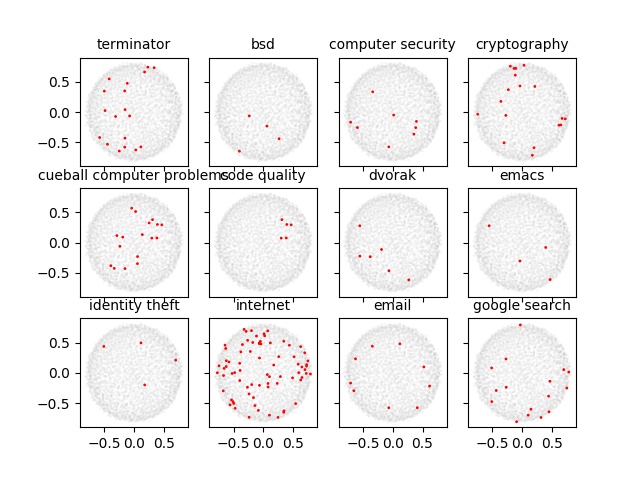 terminator bsd computer security cryptography
0.5
0.0
−0.5
cueball computer problems code quality dvorak emacs
0.5
0.0
−0.5
identity theft internet email google search
0.5
0.0
−0.5
−0.5 0.0 0.5 −0.5 0.0 0.5 −0.5 0.0 0.5 −0.5 0.0 0.5